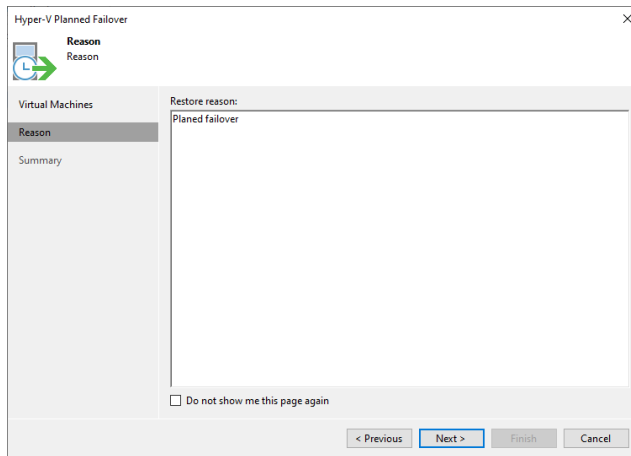 Hyper-V Planned Failover
Reason
Reason
Virtual Machines
Reason
Summary
Restore reason:
Planed failover
Do not show me this page again
< Previous
Next >
Finish
Cancel